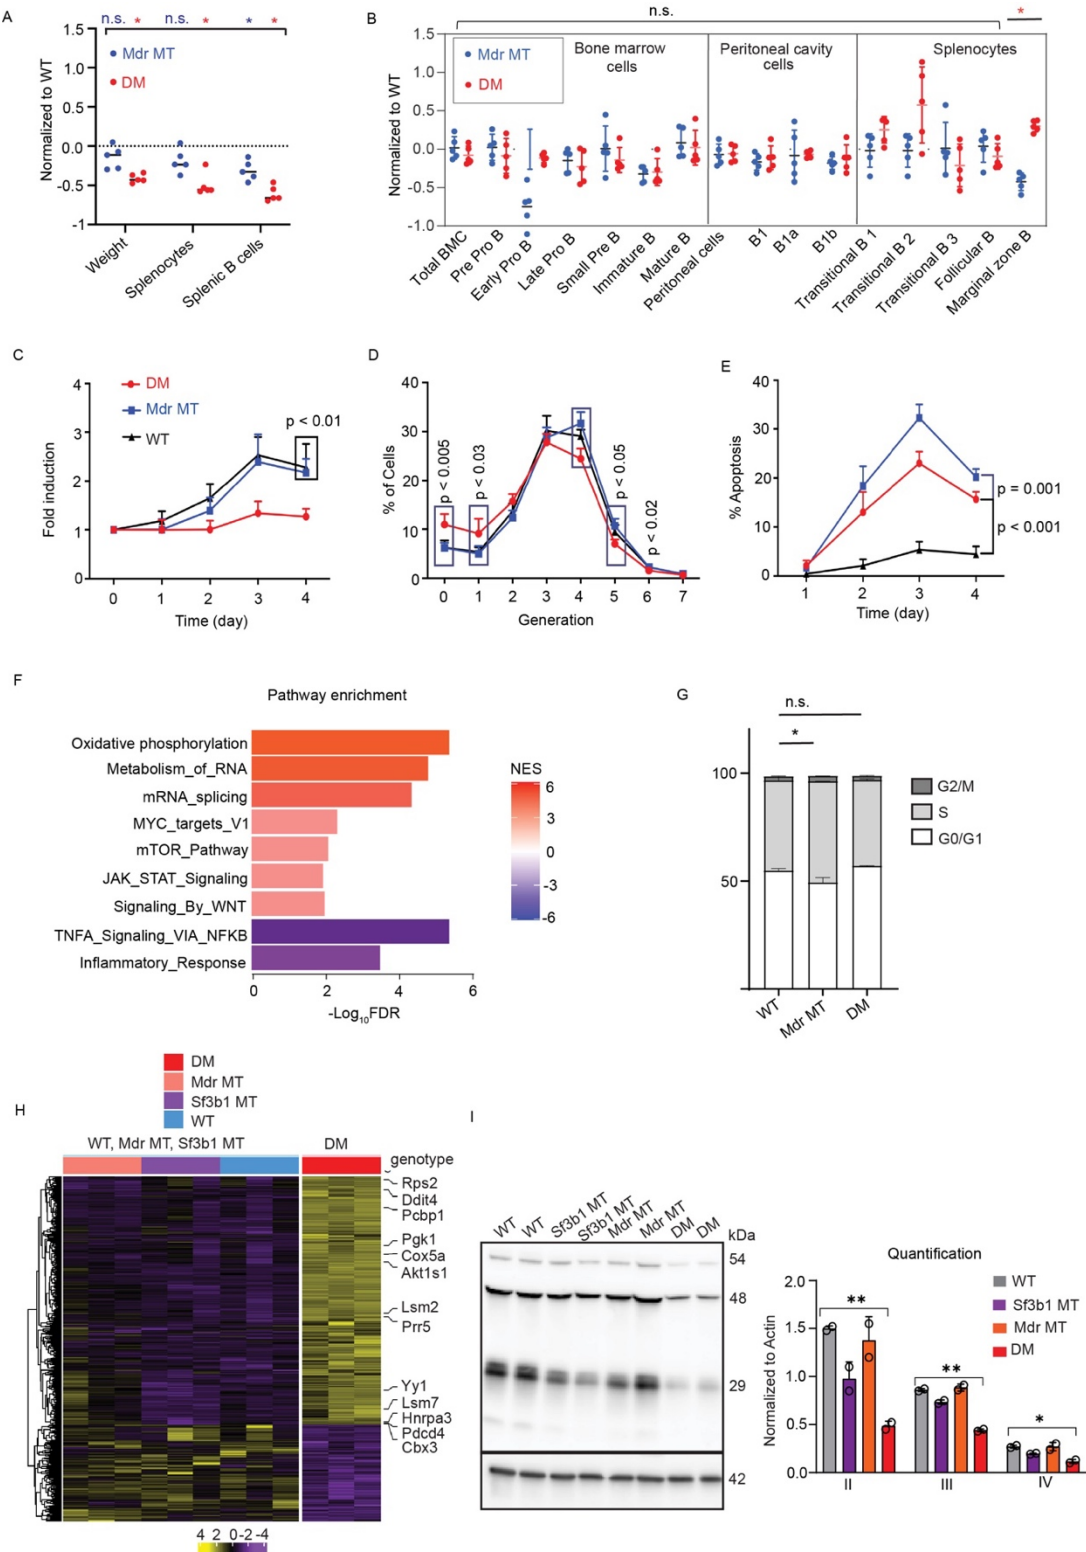 A
n.s. * n.s. * * *
1.5
1.0
0.5
0.0
-0.5
-1
Normalized to WT
Mdr MT
DM
Weight
Splenocytes
Splenic B cells
B
n.s.
*
1.5
1.0
0.5
0.0
-0.5
-1.0
Normalized to WT
Mdr MT
DM
Bone marrow
cells
Peritoneal cavity
cells
Splenocytes
Total BMC
Pre Pro B
Early Pro B
Late Pro B
Small Pre B
Immature B
Mature B
Peritoneal cells
B1
B1a
B1b
Transitional B 1
Transitional B 2
Transitional B 3
Follicular B
Marginal zone B
C
4
3
2
1
0
Fold induction
DM
Mdr MT
WT
p < 0.01
0 1 2 3 4
Time (day)
D
40
30
20
10
0
% of Cells
p < 0.005
p < 0.03
p < 0.05
p < 0.02
0 1 2 3 4 5 6 7
Generation
E
40
30
20
10
0
% Apoptosis
p = 0.001
p < 0.001
1 2 3 4
Time (day)
F
Pathway enrichment
Oxidative phosphorylation
Metabolism_of_RNA
mRNA_splicing
MYC_targets_V1
mTOR_Pathway
JAK_STAT_Signaling
Signaling_By_WNT
TNFA_Signaling_VIA_NFKB
Inflammatory_Response
0 2 4 6
-Log10FDR
NES
6
3
0
-3
-6
G
n.s.
*
100
50
G2/M
S
G0/G1
WT
Mdr MT
DM
H
DM
Mdr MT
Sf3b1 MT
WT
WT, Mdr MT, Sf3b1 MT
DM
genotype
Rps2
Ddit4
Pcbp1
Pgk1
Cox5a
Akt1s1
Lsm2
Prr5
Yy1
Lsm7
Hnrpa3
Pdcd4
Cbx3
4 2 0 -2 -4
I
WT WT Sf3b1 MT Sf3b1 MT Mdr MT Mdr MT DM DM
kDa
54
48
29
42
Quantification
2.0
1.5
1.0
0.5
0.0
Normalized to Actin
WT
Sf3b1 MT
Mdr MT
DM
**
**
*
II III IV